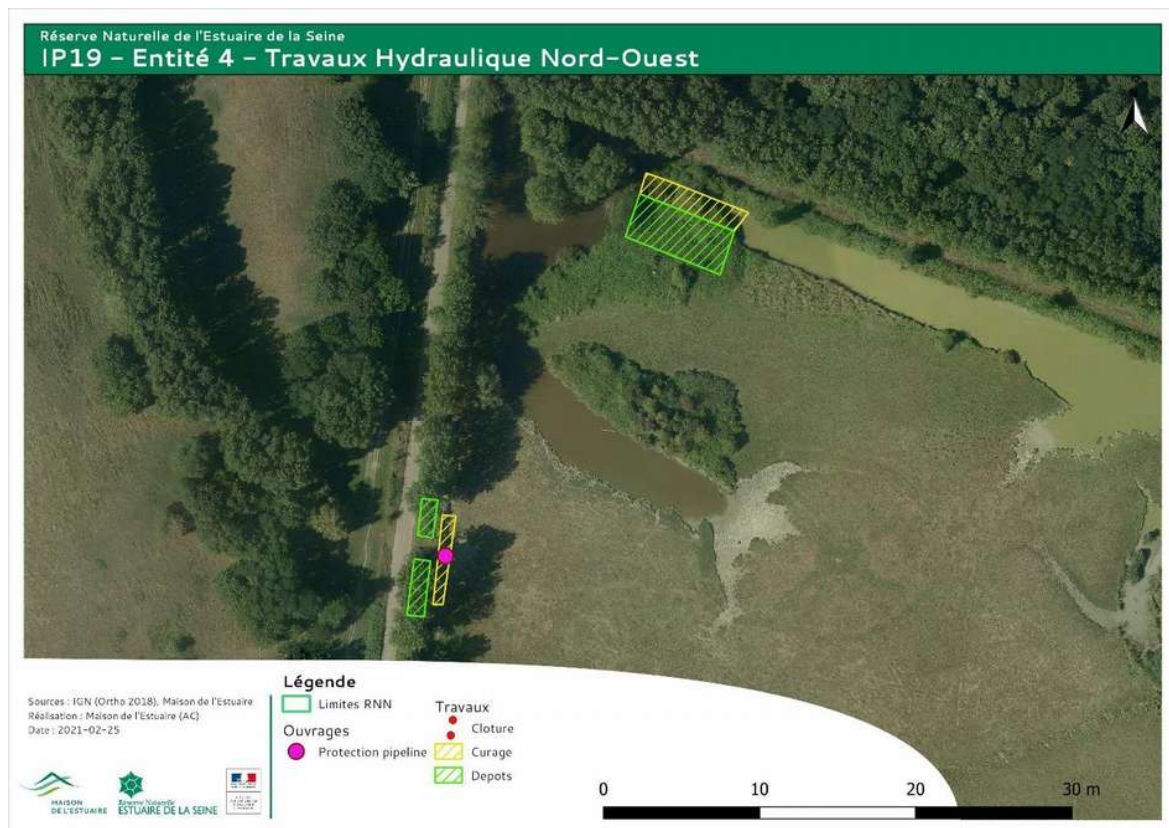 Réserve Naturelle de l'Estuaire de la Seine
IP19 - Entité 4 - Travaux Hydraulique Nord-Ouest
Sources : IGN (Ortho 2018), Maison de l'Estuaire
Réalisation : Maison de l'Estuaire (AC)
Date : 2021-02-25
MAISON
DE L'ESTUAIRE
Réserve Naturelle
ESTUAIRE DE LA SEINE
Légende
Limites RNN
Ouvrages
Protection pipeline
Travaux
Cloture
Curage
Depots
0 10 20 30 m